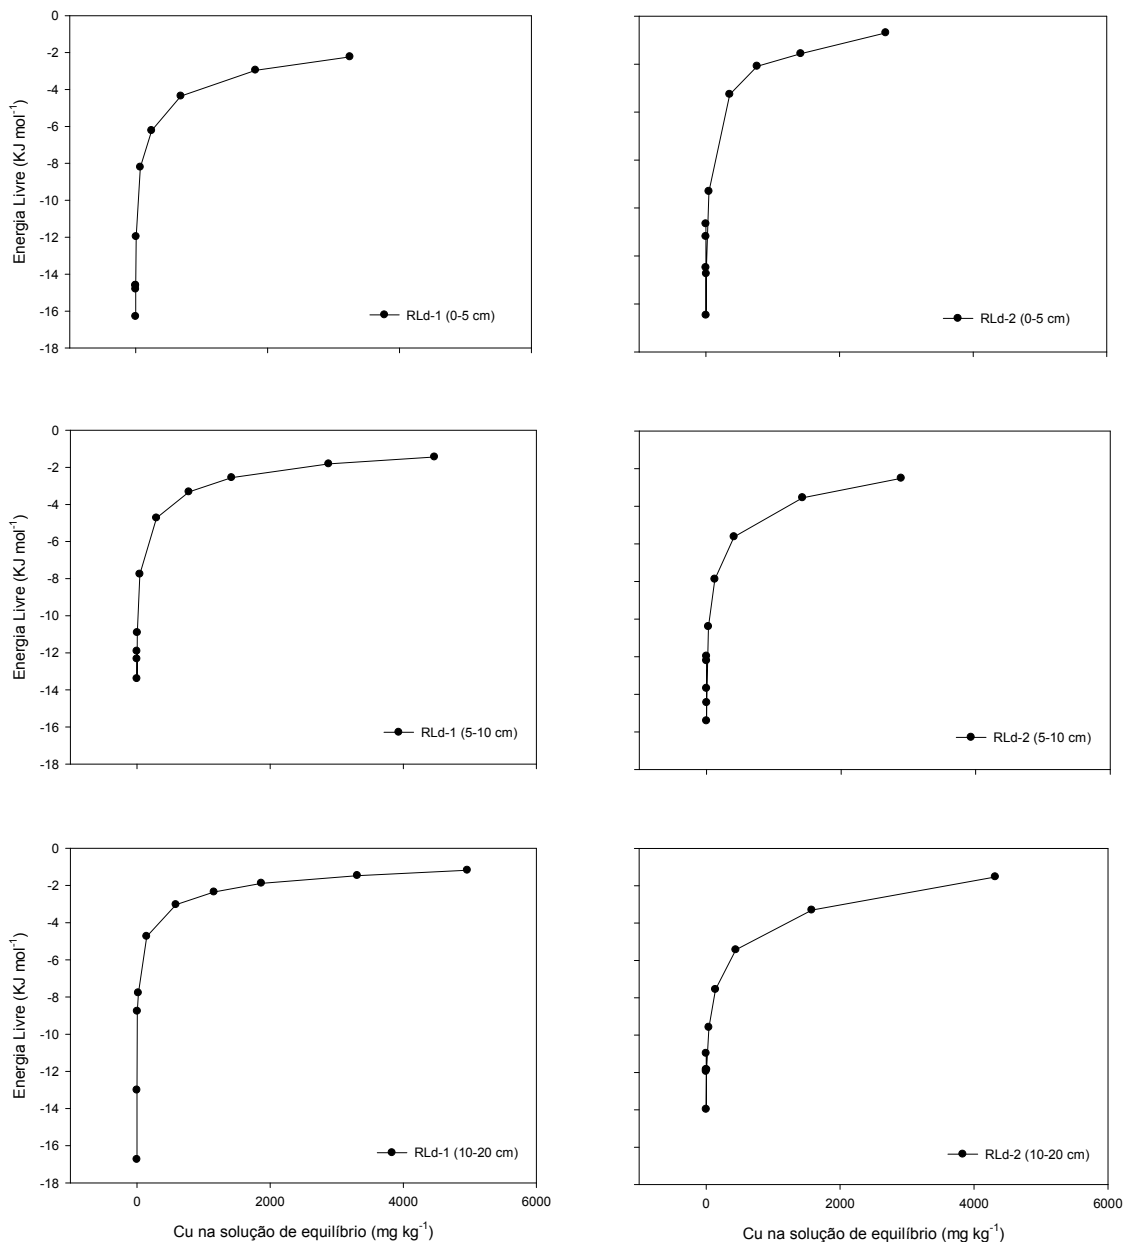 0
-2
-4
-6
-8
-10
-12
-14
-16
-18
Energia Livre (KJ mol⁻¹)
RLd-1 (0-5 cm)
RLd-2 (0-5 cm)
0
-2
-4
-6
-8
-10
-12
-14
-16
-18
Energia Livre (KJ mol⁻¹)
RLd-1 (5-10 cm)
RLd-2 (5-10 cm)
0
-2
-4
-6
-8
-10
-12
-14
-16
-18
Energia Livre (KJ mol⁻¹)
RLd-1 (10-20 cm)
RLd-2 (10-20 cm)
0 2000 4000 6000
0 2000 4000 6000
Cu na solução de equilíbrio (mg kg⁻¹)
Cu na solução de equilíbrio (mg kg⁻¹)